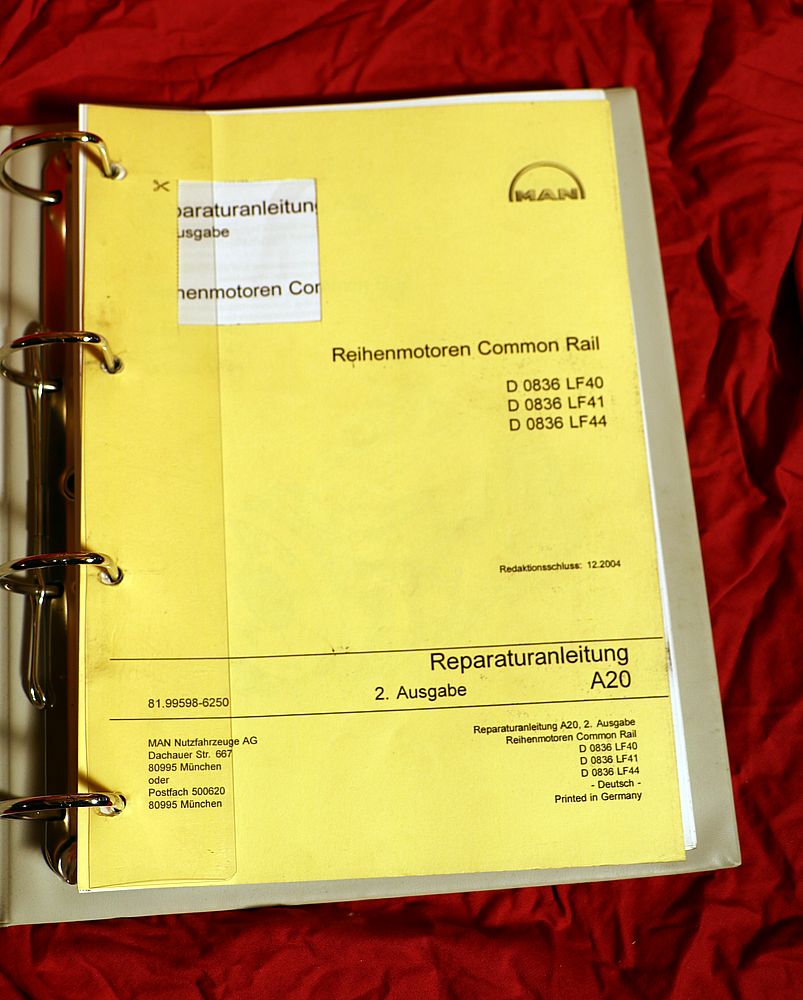 paraturanleitung
usgabe
henmotoren Cor
MAN
Reihenmotoren Common Rail
D 0836 LF40
D 0836 LF41
D 0836 LF44
Redaktionsschluss: 12.2004
Reparaturanleitung
2. Ausgabe A20
81.99598-6250
MAN Nutzfahrzeuge AG
Dachauer Str. 667
80995 München
oder
Postfach 500620
80995 München
Reparaturanleitung A20, 2. Ausgabe
Reihenmotoren Common Rail
D 0836 LF40
D 0836 LF41
D 0836 LF44
- Deutsch -
Printed in Germany